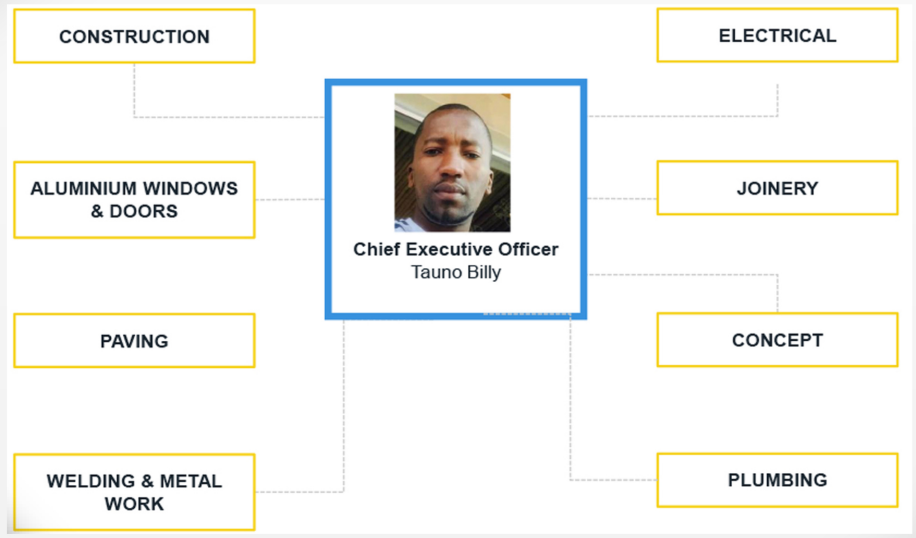 CONSTRUCTION
ELECTRICAL
ALUMINIUM WINDOWS
& DOORS
JOINERY
Chief Executive Officer
Tauno Billy
PAVING
CONCEPT
WELDING & METAL
WORK
PLUMBING